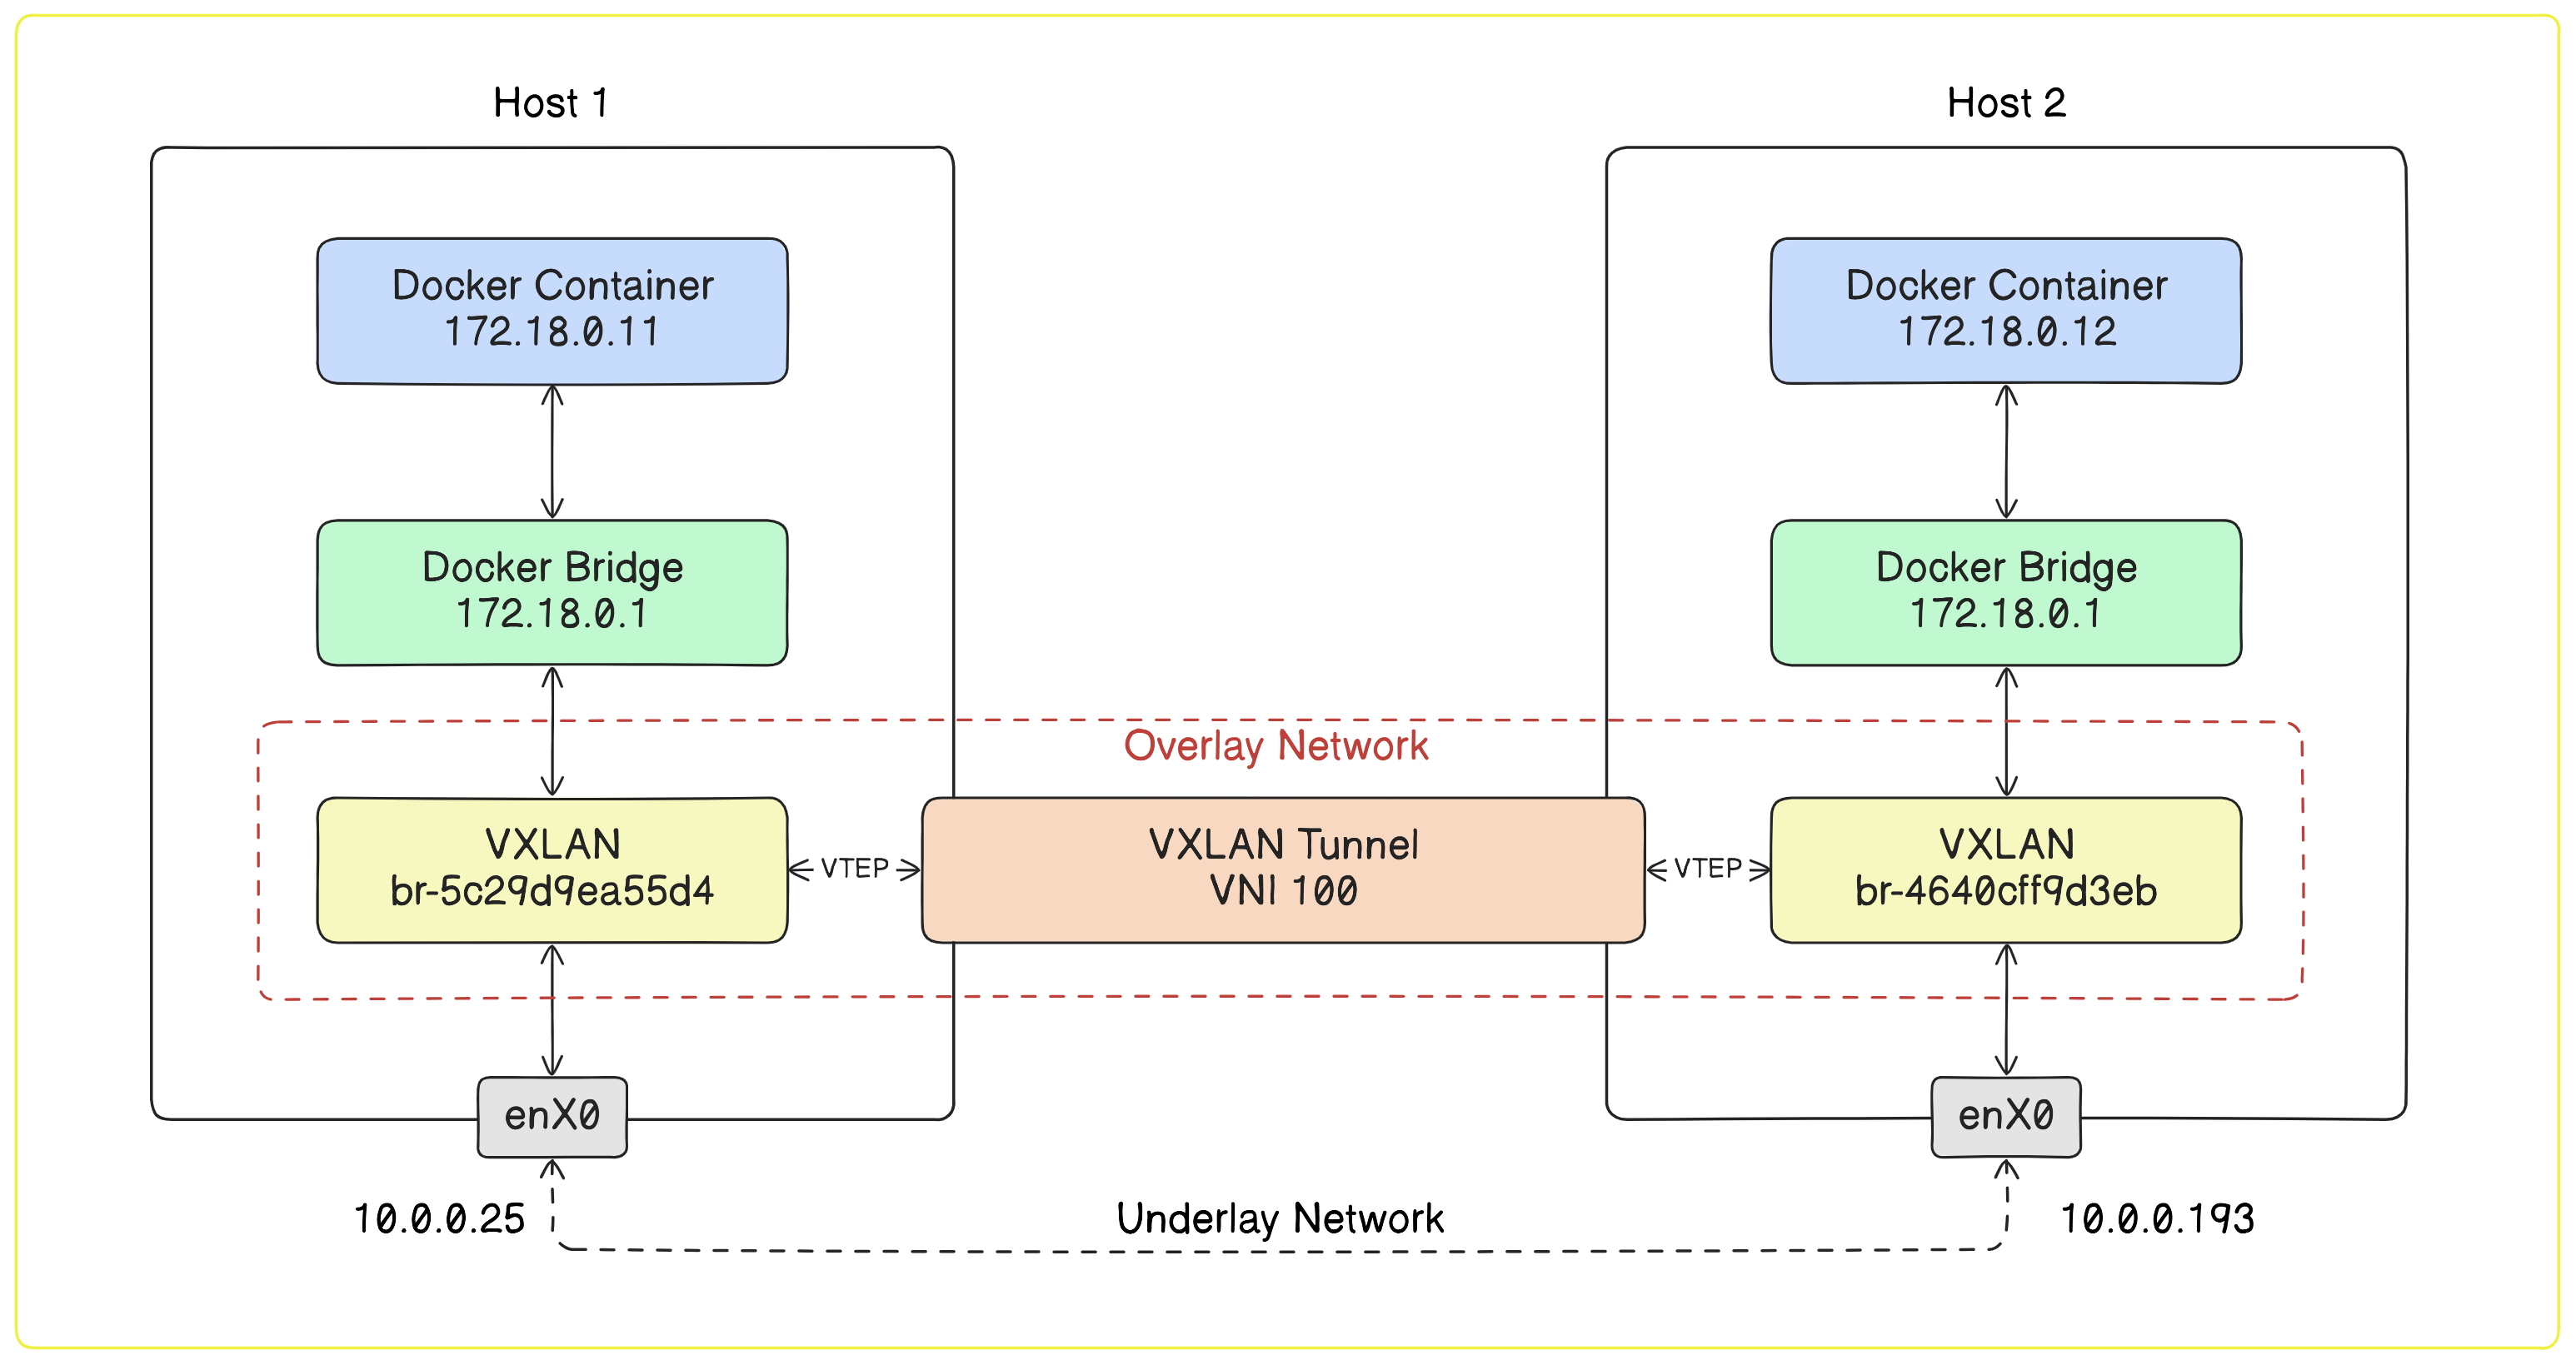 Host 1
Host 2
Docker Container
172.18.0.11
Docker Container
172.18.0.12
Docker Bridge
172.18.0.1
Docker Bridge
172.18.0.1
Overlay Network
VXLAN
br-5c29d9ea55d4
VTEP
VXLAN Tunnel
VNI 100
VTEP
VXLAN
br-4640cff9d3eb
enX0
enX0
10.0.0.25
Underlay Network
10.0.0.193